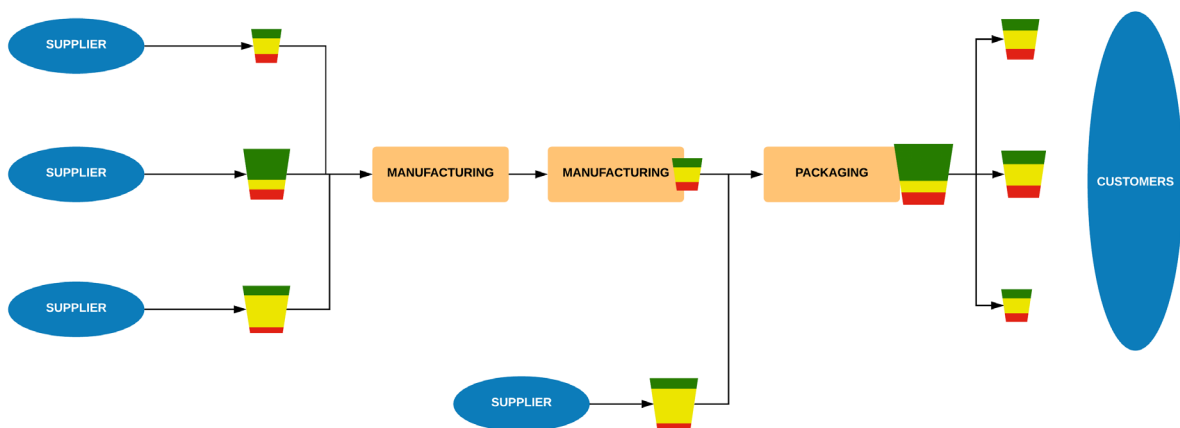 SUPPLIER
SUPPLIER
MANUFACTURING
MANUFACTURING
PACKAGING
CUSTOMERS
SUPPLIER
SUPPLIER